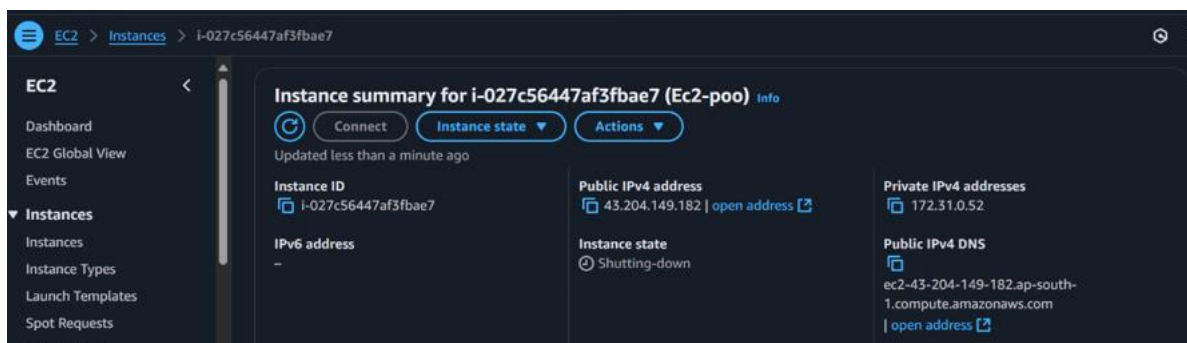 EC2 > Instances > i-027c56447af3fbae7
EC2
Dashboard
EC2 Global View
Events
Instances
Instances
Instance Types
Launch Templates
Spot Requests
Instance summary for i-027c56447af3fbae7 (Ec2-poo) Info
Connect Instance state Actions
Updated less than a minute ago
Instance ID
i-027c56447af3fbae7
Public IPv4 address
43.204.149.182 | open address
Private IPv4 addresses
172.31.0.52
IPv6 address
–
Instance state
Shutting-down
Public IPv4 DNS
ec2-43-204-149-182.ap-south-
1.compute.amazonaws.com
| open address